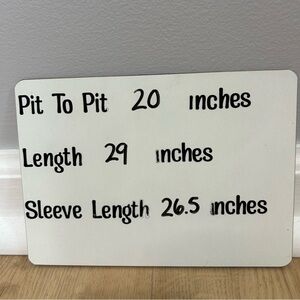 Pit To Pit 20 inches
Length 29 inches
Sleeve Length 26.5 inches